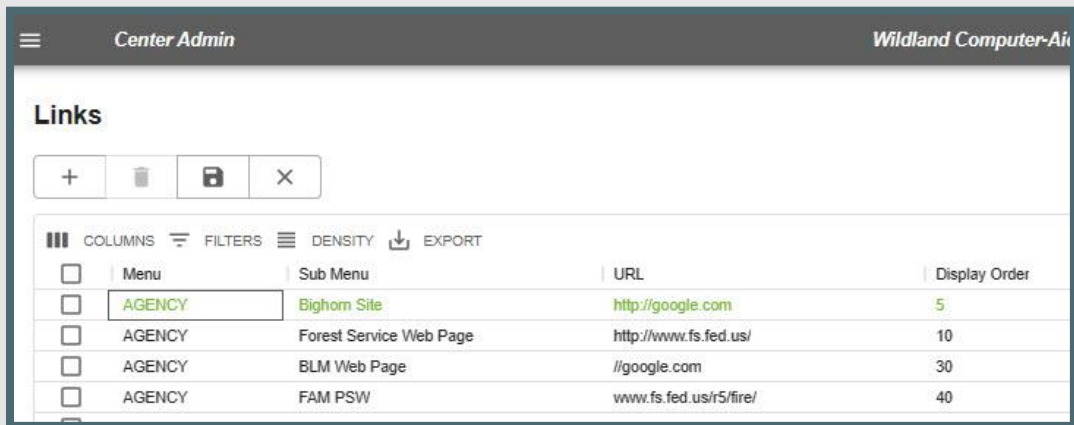 Center Admin Wildland Computer-Aid
Links
COLUMNS FILTERS DENSITY EXPORT
Menu Sub Menu URL Display Order
AGENCY Bighorn Site http://google.com 5
AGENCY Forest Service Web Page http://www.fs.fed.us/ 10
AGENCY BLM Web Page //google.com 30
AGENCY FAM PSW www.fs.fed.us/r5/fire/ 40